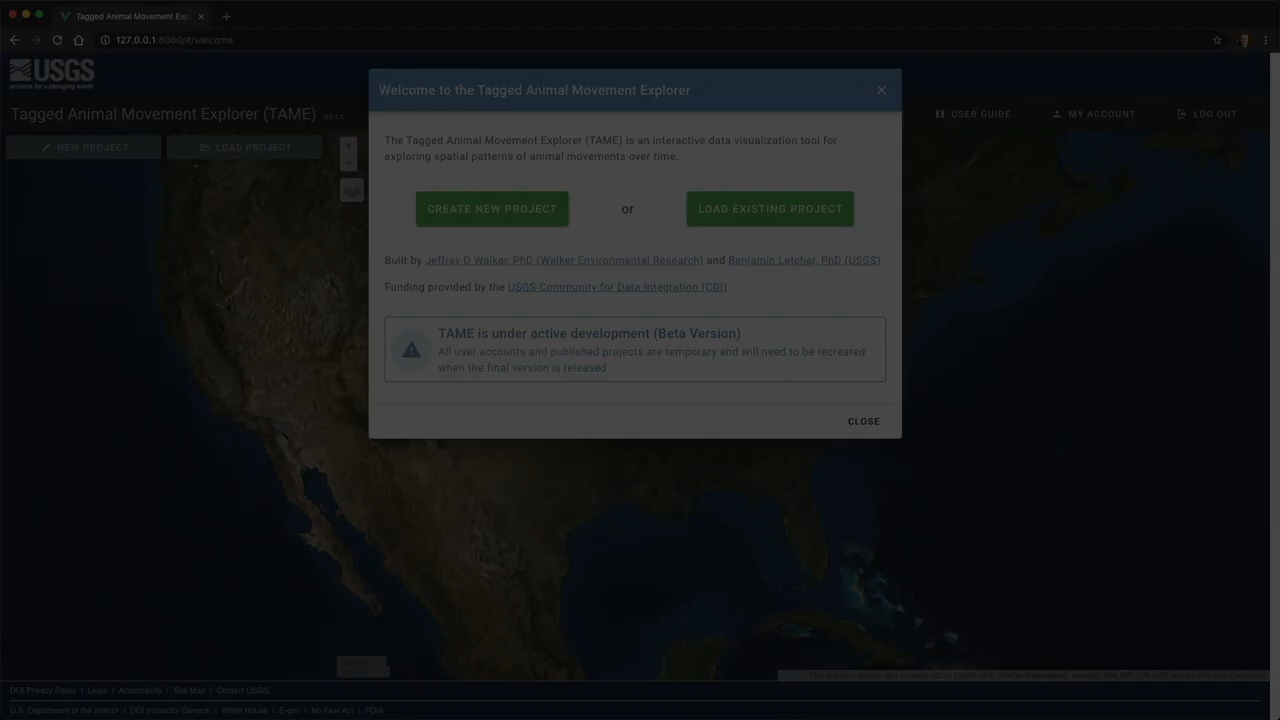 Tagged Animal Movement Exp
127.0.0.1:8080/#/welcome
USGS
science for a changing world
Tagged Animal Movement Explorer (TAME) BETA
USER GUIDE
MY ACCOUNT
LOG OUT
NEW PROJECT
LOAD PROJECT
+
-
Welcome to the Tagged Animal Movement Explorer
The Tagged Animal Movement Explorer (TAME) is an interactive data visualization tool for
exploring spatial patterns of animal movements over time.
CREATE NEW PROJECT
or
LOAD EXISTING PROJECT
Built by Jeffrey D Walker, PhD (Walker Environmental Research) and Benjamin Letcher, PhD (USGS)
Funding provided by the USGS Community for Data Integration (CDI)
TAME is under active development (Beta Version)
All user accounts and published projects are temporary and will need to be recreated
when the final version is released.
CLOSE
DOI Privacy Policy | Legal | Accessibility | Site Map | Contact USGS
U.S. Department of the Interior | DOI Inspector General | White House | E-gov | No Fear Act | FOIA